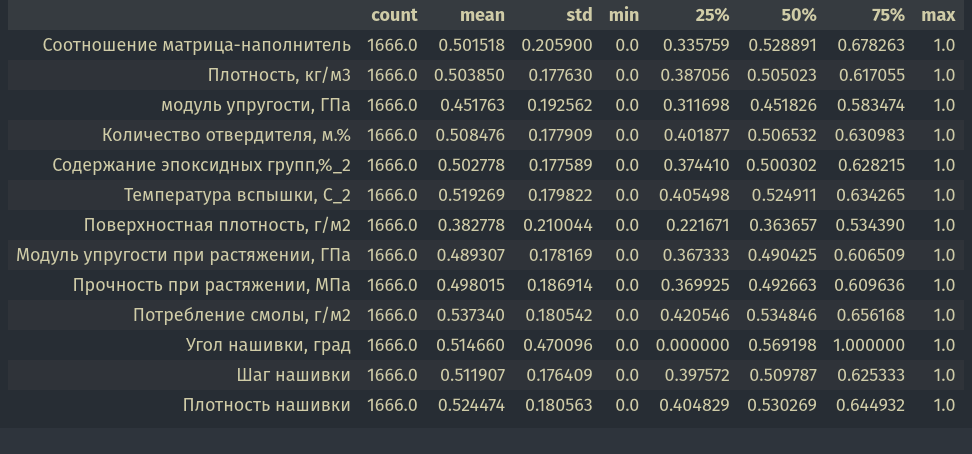 count mean std min 25% 50% 75% max
Соотношение матрица-наполнитель 1666.0 0.501518 0.205900 0.0 0.335759 0.528891 0.678263 1.0
Плотность, кг/м3 1666.0 0.503850 0.177630 0.0 0.387056 0.505023 0.617055 1.0
модуль упругости, ГПа 1666.0 0.451763 0.192562 0.0 0.311698 0.451826 0.583474 1.0
Количество отвердителя, м.% 1666.0 0.508476 0.177909 0.0 0.401877 0.506532 0.630983 1.0
Содержание эпоксидных групп,%_2 1666.0 0.502778 0.177589 0.0 0.374410 0.500302 0.628215 1.0
Температура вспышки, С_2 1666.0 0.519269 0.179822 0.0 0.405498 0.524911 0.634265 1.0
Поверхностная плотность, г/м2 1666.0 0.382778 0.210044 0.0 0.221671 0.363657 0.534390 1.0
Модуль упругости при растяжении, ГПа 1666.0 0.489307 0.178169 0.0 0.367333 0.490425 0.606509 1.0
Прочность при растяжении, МПа 1666.0 0.498015 0.186914 0.0 0.369925 0.492663 0.609636 1.0
Потребление смолы, г/м2 1666.0 0.537340 0.180542 0.0 0.420546 0.534846 0.656168 1.0
Угол нашивки, град 1666.0 0.514660 0.470096 0.0 0.000000 0.569198 1.000000 1.0
Шаг нашивки 1666.0 0.511907 0.176409 0.0 0.397572 0.509787 0.625333 1.0
Плотность нашивки 1666.0 0.524474 0.180563 0.0 0.404829 0.530269 0.644932 1.0